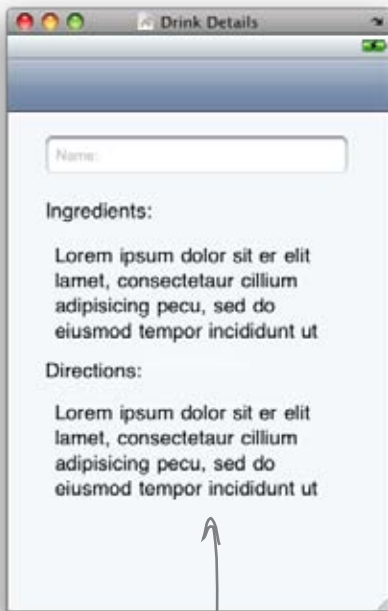 Drink Details
Name:
Ingredients:
Lorem ipsum dolor sit er elit
lamet, consectetaur cillium
adipisicing pecu, sed do
eiusmod tempor incididunt ut
Directions:
Lorem ipsum dolor sit er elit
lamet, consectetaur cillium
adipisicing pecu, sed do
eiusmod tempor incididunt ut